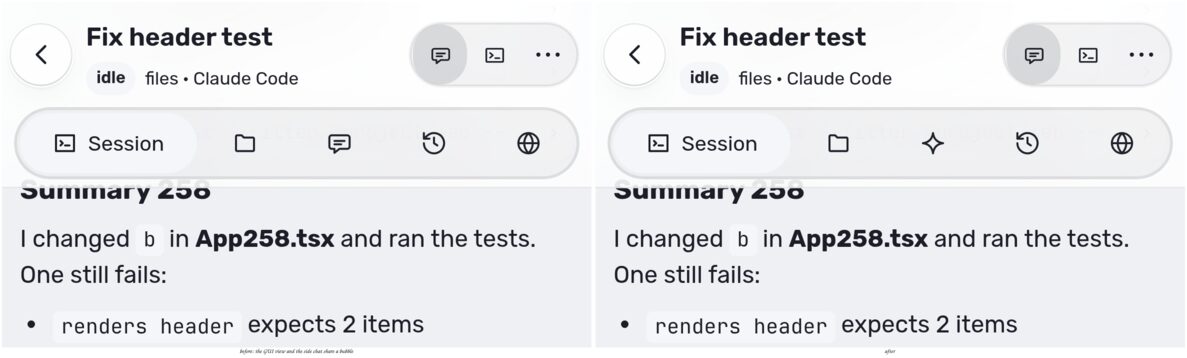 Fix header test
idle files • Claude Code
Session
Summary 258
I changed b in App258.tsx and ran the tests.
One still fails:
• renders header expects 2 items
before: the GUI view and the side chat share a bubble
Fix header test
idle files • Claude Code
Session
Summary 258
I changed b in App258.tsx and ran the tests.
One still fails:
• renders header expects 2 items
after